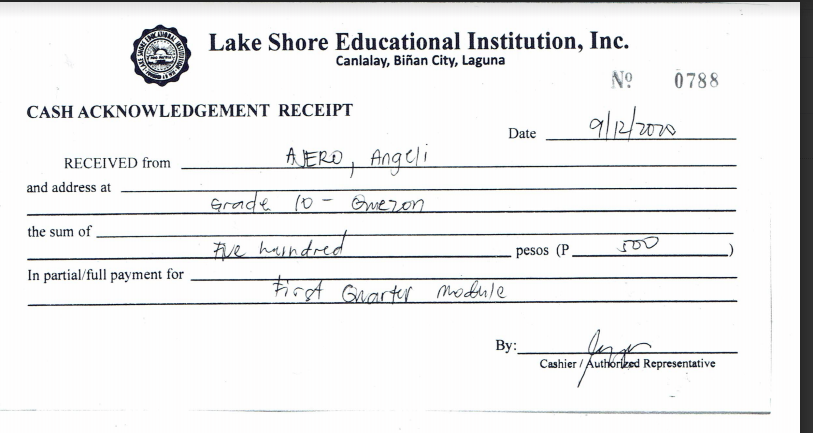 Lake Shore Educational Institution, Inc.
Canlalay, Biñan City, Laguna
Nº 0788
CASH ACKNOWLEDGEMENT RECEIPT
Date 9/12/2020
RECEIVED from AJERO, Angeli
and address at
Grade 10 - Quezon
the sum of
Five hundred pesos (P 500 )
In partial/full payment for
First Quarter Module
By:
Cashier / Authorized Representative